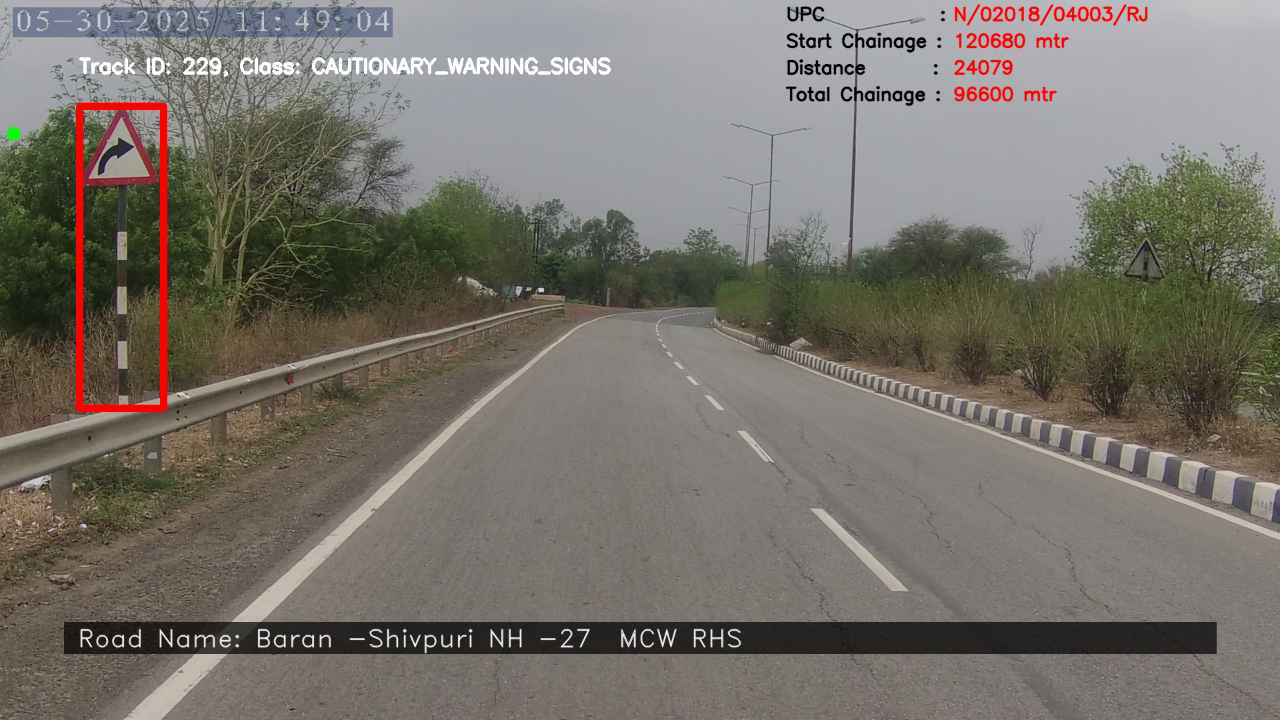 05-30-2025 11:49:04
Track ID: 229, Class: CAUTIONARY_WARNING_SIGNS
UPC : N/02018/04003/RJ
Start Chainage : 120680 mtr
Distance : 24079
Total Chainage : 96600 mtr
Road Name: Baran -Shivpuri NH -27 MCW RHS